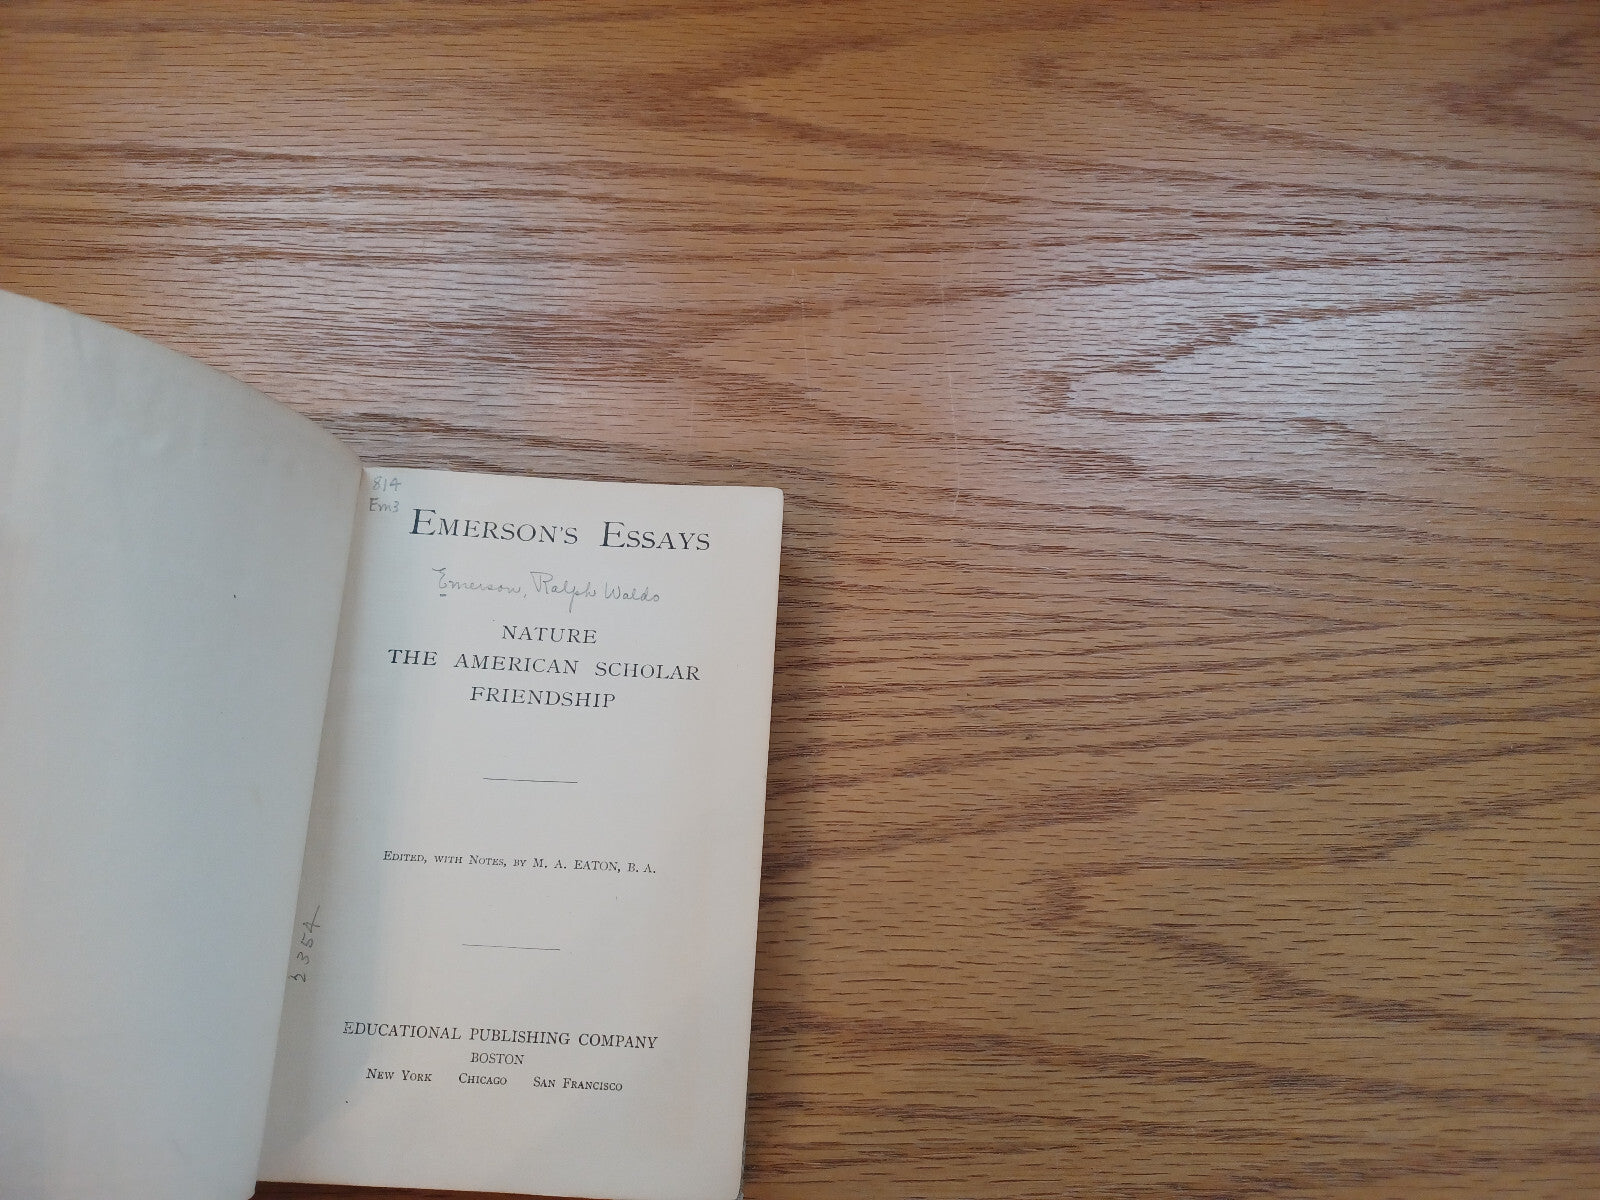 814
Em3
EMERSON'S ESSAYS
Emerson, Ralph Waldo
NATURE
THE AMERICAN SCHOLAR
FRIENDSHIP
EDITED, WITH NOTES, BY M. A. EATON, B. A.
2354
EDUCATIONAL PUBLISHING COMPANY
BOSTON
NEW YORK CHICAGO SAN FRANCISCO